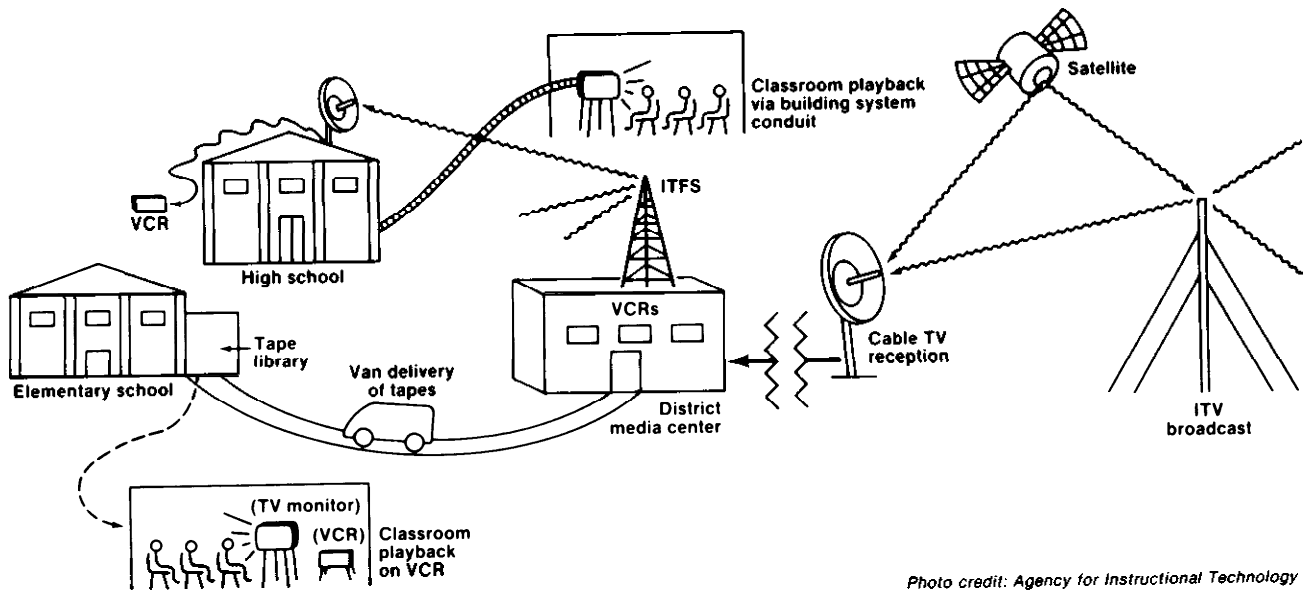 Classroom playback
via building system
conduit
Satellite
ITFS
VCR
High school
VCRs
Cable TV
reception
Tape
library
Van delivery
of tapes
Elementary school
District
media center
ITV
broadcast
(TV monitor)
(VCR)
Classroom
playback
on VCR
Photo credit: Agency for Instructional Technology